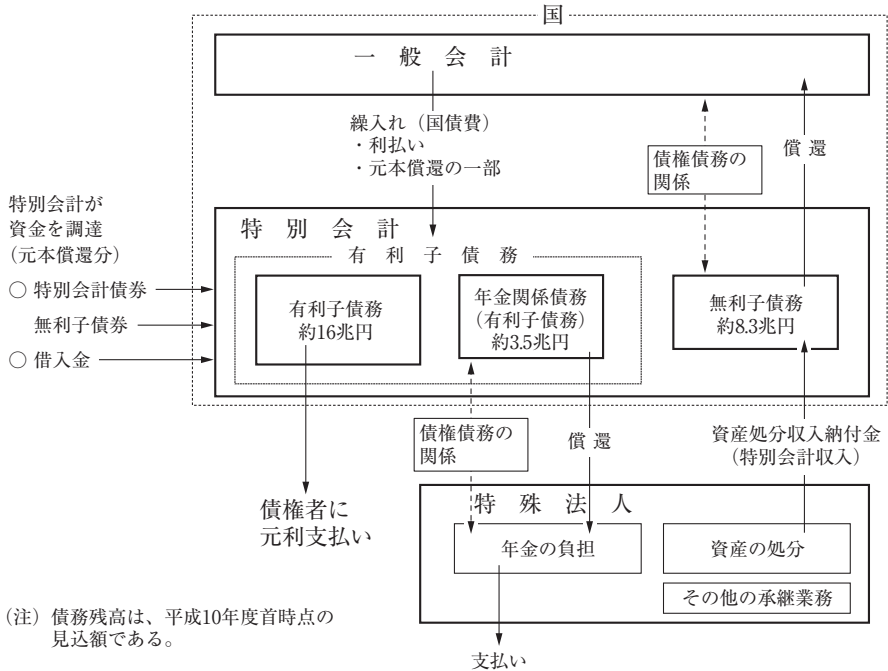 国
一般会計
繰入れ（国債費）
・利払い
・元本償還の一部
債権債務の
関係
償還
特別会計が
資金を調達
（元本償還分）
○ 特別会計債券
無利子債券
○ 借入金
特別会計
有利子債務
有利子債務
約16兆円
年金関係債務
（有利子債務）
約3.5兆円
無利子債務
約8.3兆円
債権債務の
関係
償還
資産処分収入納付金
（特別会計収入）
債権者に
元利支払い
特殊法人
年金の負担
資産の処分
その他の承継業務
（注）債務残高は、平成10年度首時点の
見込額である。
支払い